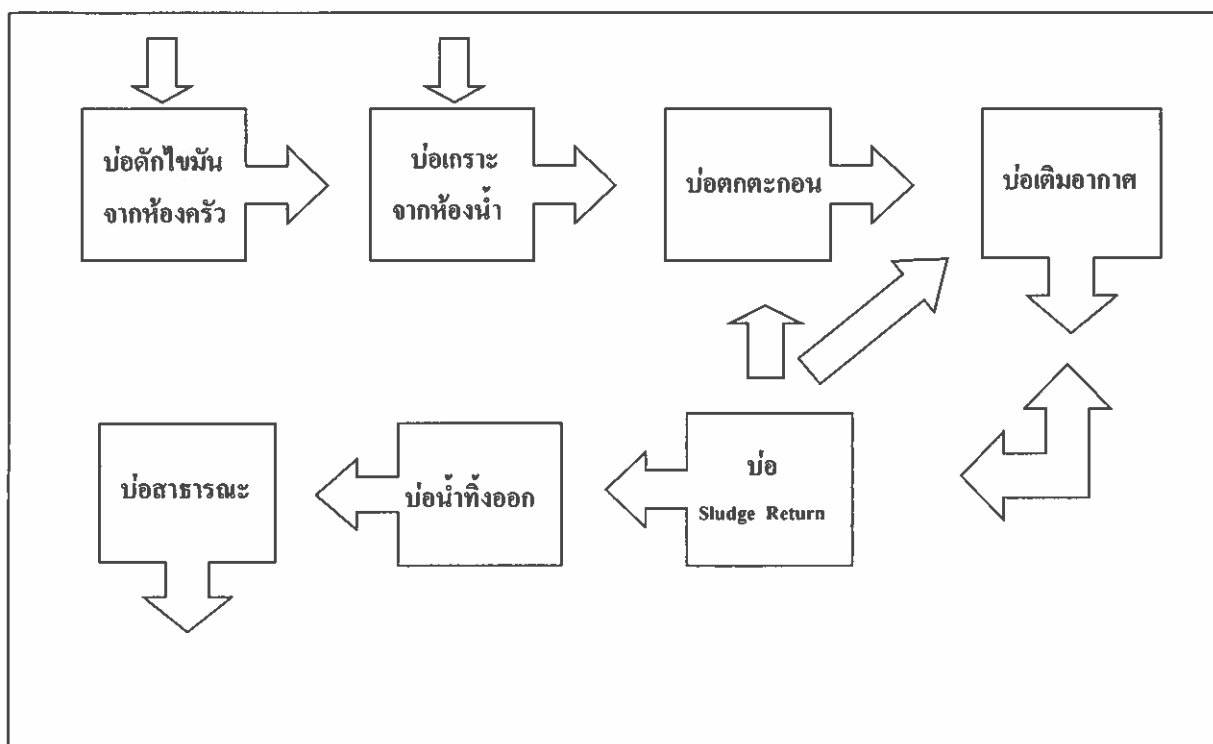 บ่อดักไขมัน
จากห้องครัว
บ่อเกราะ
จากห้องน้ำ
บ่อตกตะกอน
บ่อเติมอากาศ
บ่อสาธารณะ
บ่อน้ำทิ้งออก
บ่อ
Sludge Return